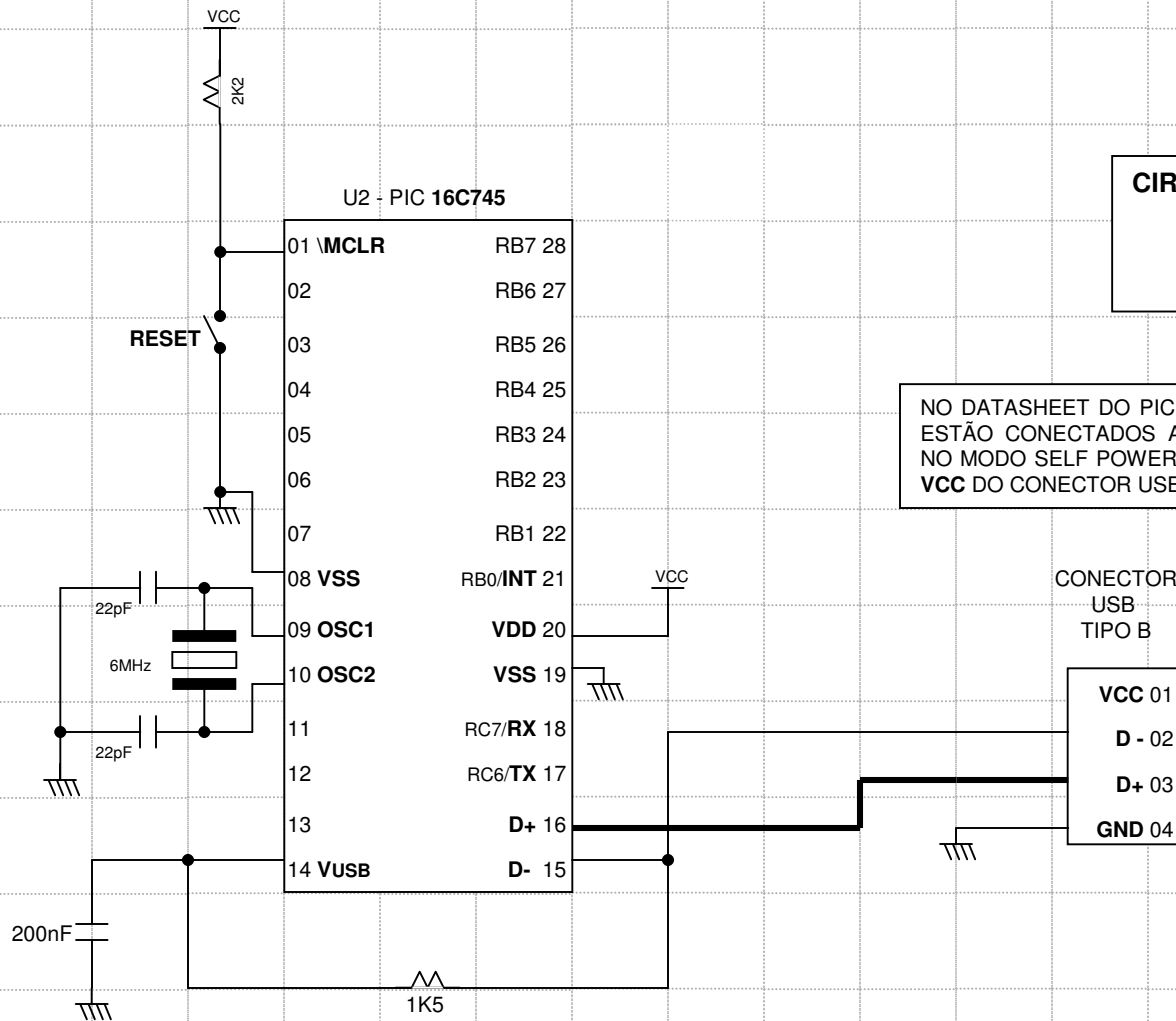 VCC
2K2
U2 - PIC 16C745
CIR
01 \MCLR
RB7 28
02
RB6 27
RESET
03
RB5 26
04
RB4 25
05
RB3 24
06
RB2 23
07
RB1 22
08 VSS
RB0/INT 21
09 OSC1
VDD 20
10 OSC2
VSS 19
11
RC7/RX 18
12
RC6/TX 17
13
D+ 16
14 VUSB
D- 15
22pF
6MHz
22pF
200nF
1K5
VCC
NO DATASHEET DO PIC
ESTÃO CONECTADOS A
NO MODO SELF POWER
VCC DO CONECTOR USB
CONECTOR
USB
TIPO B
VCC 01
D - 02
D+ 03
GND 04